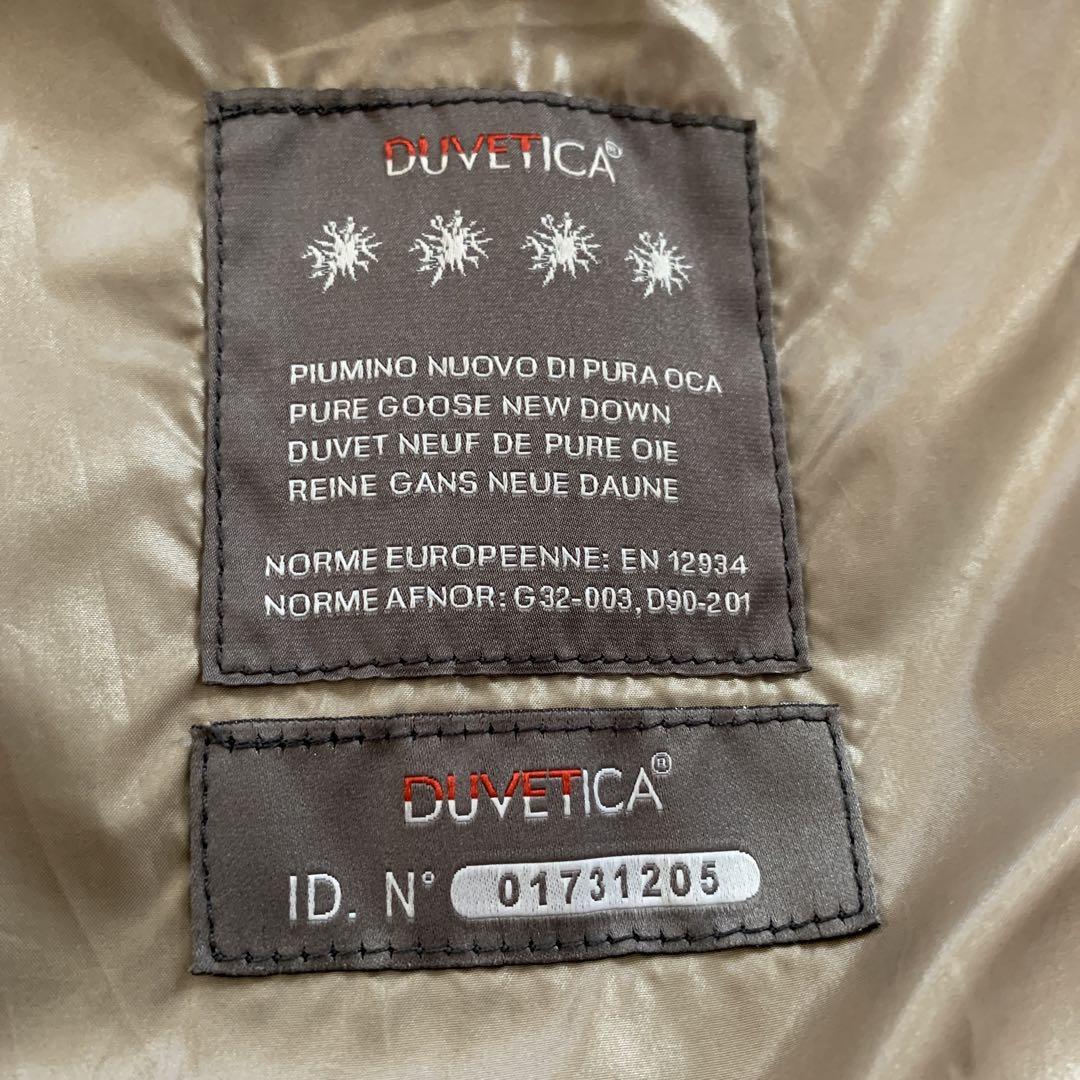 DUVETICA®
PIUMINO NUOVO DI PURA OCA
PURE GOOSE NEW DOWN
DUVET NEUF DE PURE OIE
REINE GANS NEUE DAUNE
NORME EUROPEENNE: EN 12934
NORME AFNOR: G32-003, D90-201
DUVETICA®
ID. N° 01731205